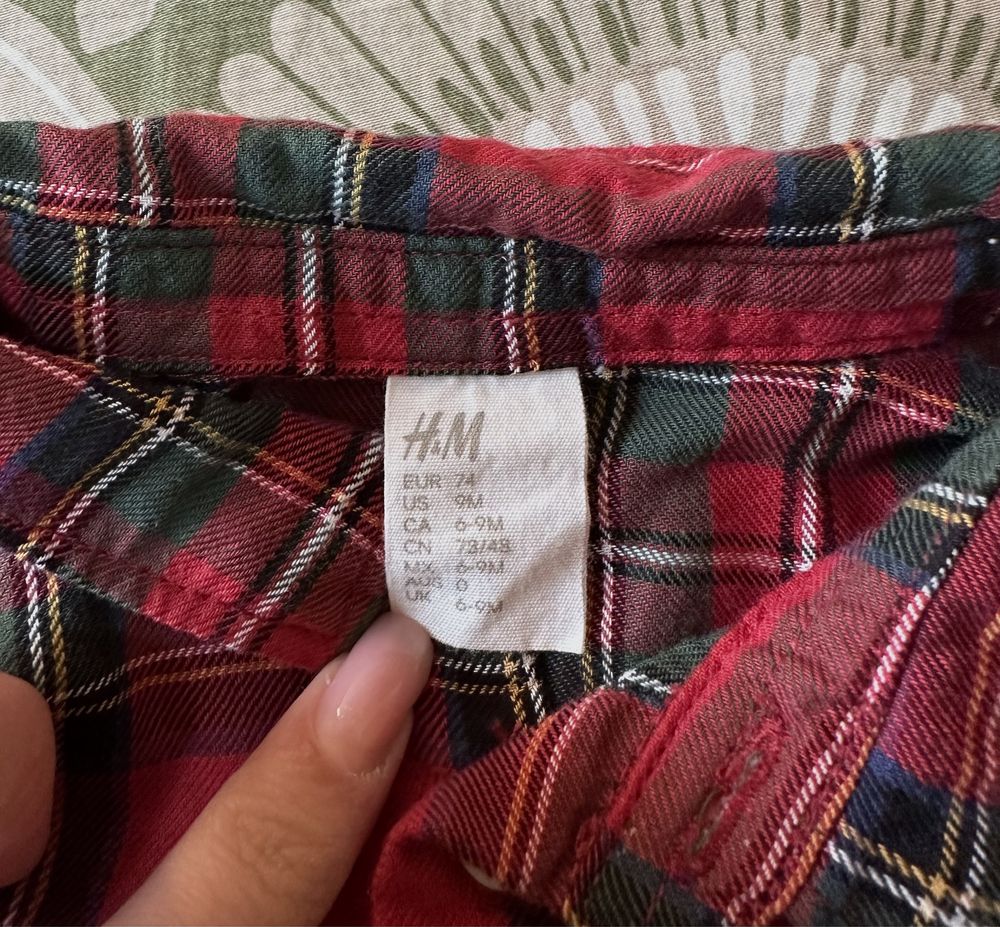 H&M
EUR 74
US 9M
CA 6-9M
CN 73/48
MX 6-9M
AUS 0
UK 6-9M